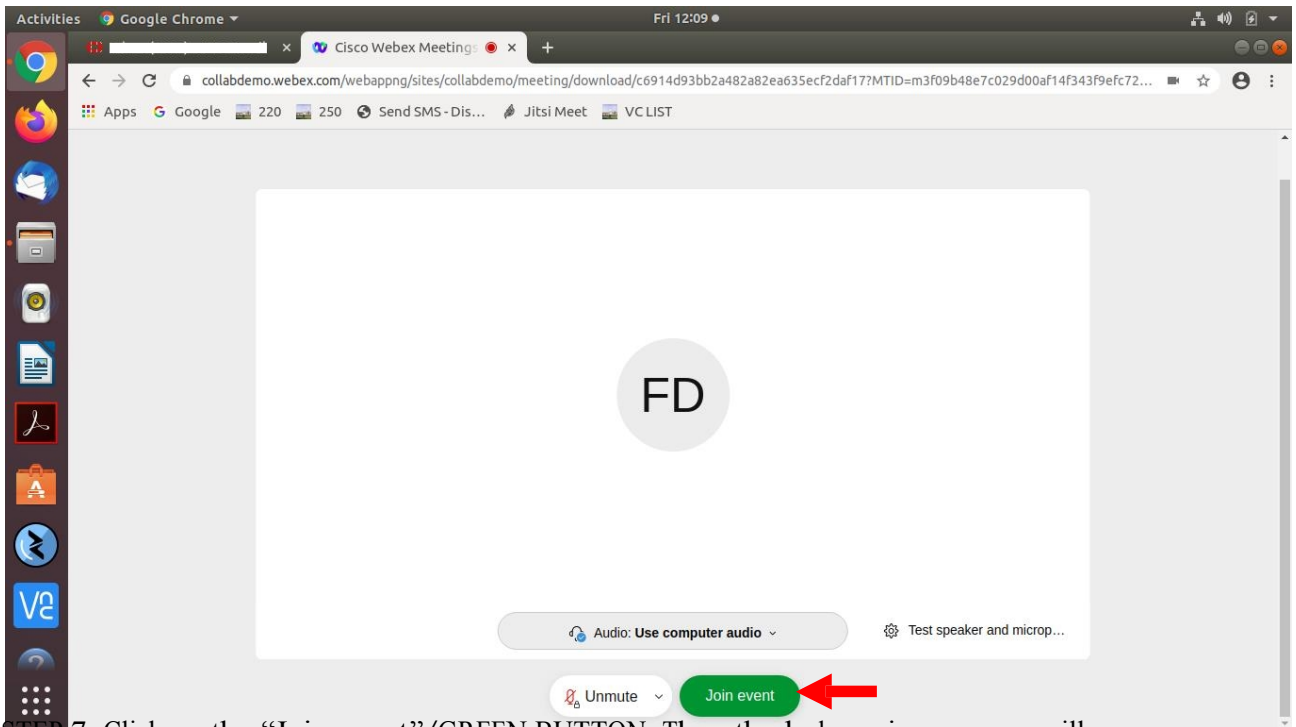 Activities Google Chrome Fri 12:09
Cisco Webex Meetings
collabdemo.webex.com/webappng/sites/collabdemo/meeting/download/c6914d93bb2a482a82ea635ecf2daf17?MTID=m3f09b48e7c029d00af14f343f9efc72...
Apps Google 220 250 Send SMS - Dis... Jitsi Meet VC LIST
FD
Audio: Use computer audio Test speaker and microp...
Unmute Join event